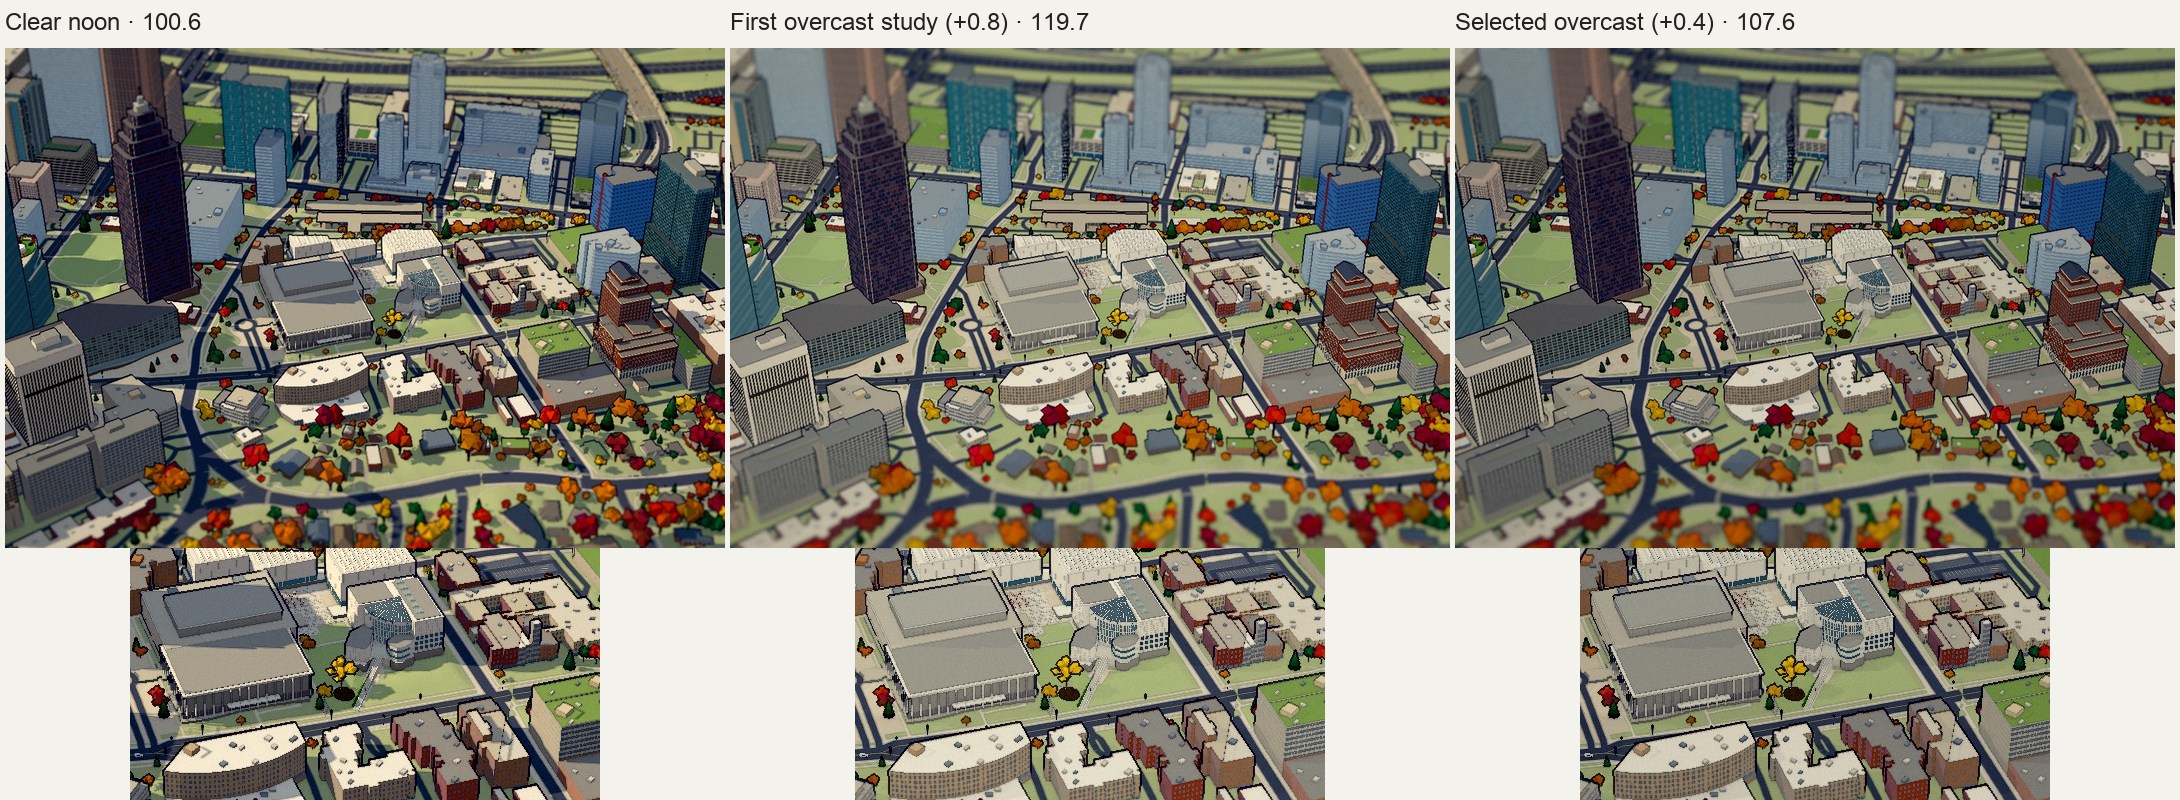 Clear noon · 100.6
First overcast study (+0.8) · 119.7
Selected overcast (+0.4) · 107.6